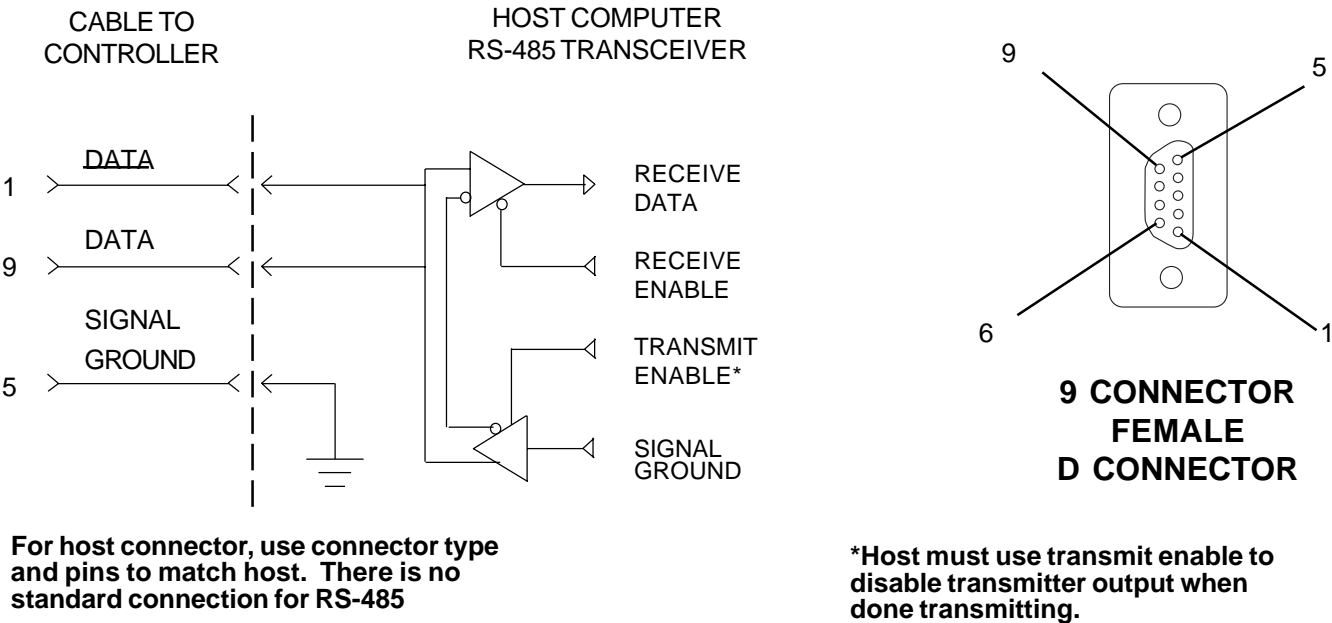 CABLE TO
CONTROLLER
HOST COMPUTER
RS-485 TRANSCEIVER
1
DATA
9
DATA
5
SIGNAL
GROUND
RECEIVE
DATA
RECEIVE
ENABLE
TRANSMIT
ENABLE*
SIGNAL
GROUND
9
5
6
1
9 CONNECTOR
FEMALE
D CONNECTOR
For host connector, use connector type
and pins to match host. There is no
standard connection for RS-485
*Host must use transmit enable to
disable transmitter output when
done transmitting.